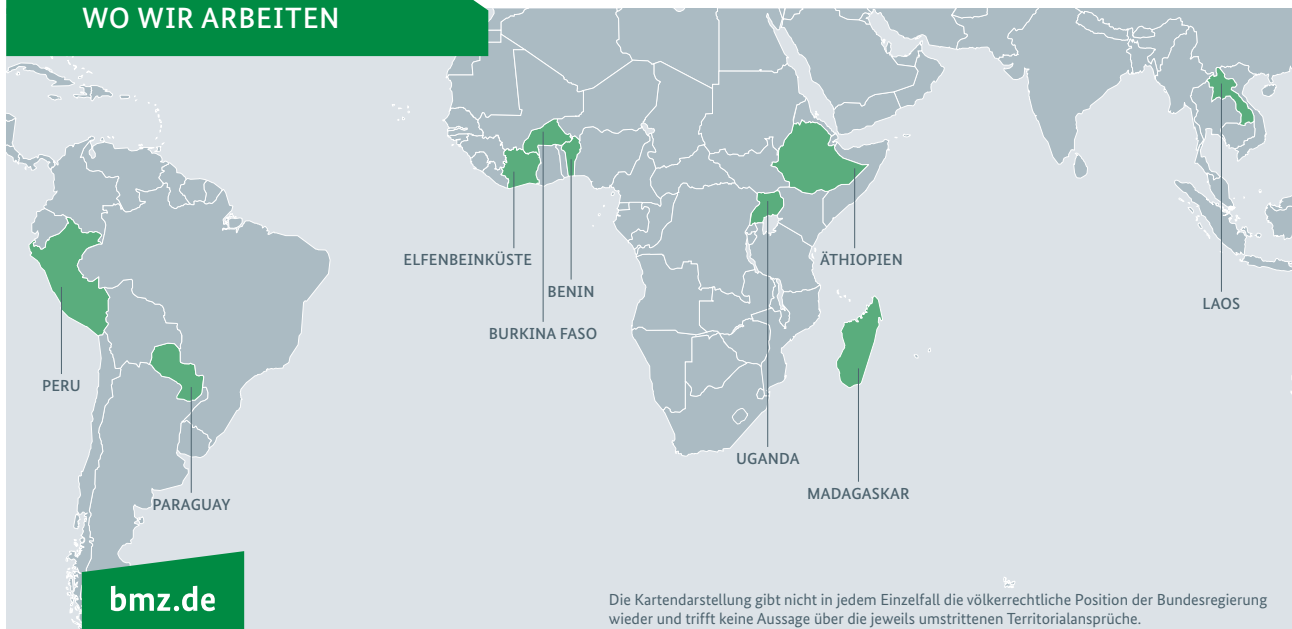 WO WIR ARBEITEN
ELFENBEINKÜSTE
ÄTHIOPIEN
BENIN
LAOS
BURKINA FASO
PERU
UGANDA
MADAGASKAR
PARAGUAY
bmz.de
Die Kartendarstellung gibt nicht in jedem Einzelfall die völkerrechtliche Position der Bundesregierung
wieder und trifft keine Aussage über die jeweils umstrittenen Territorialansprüche.